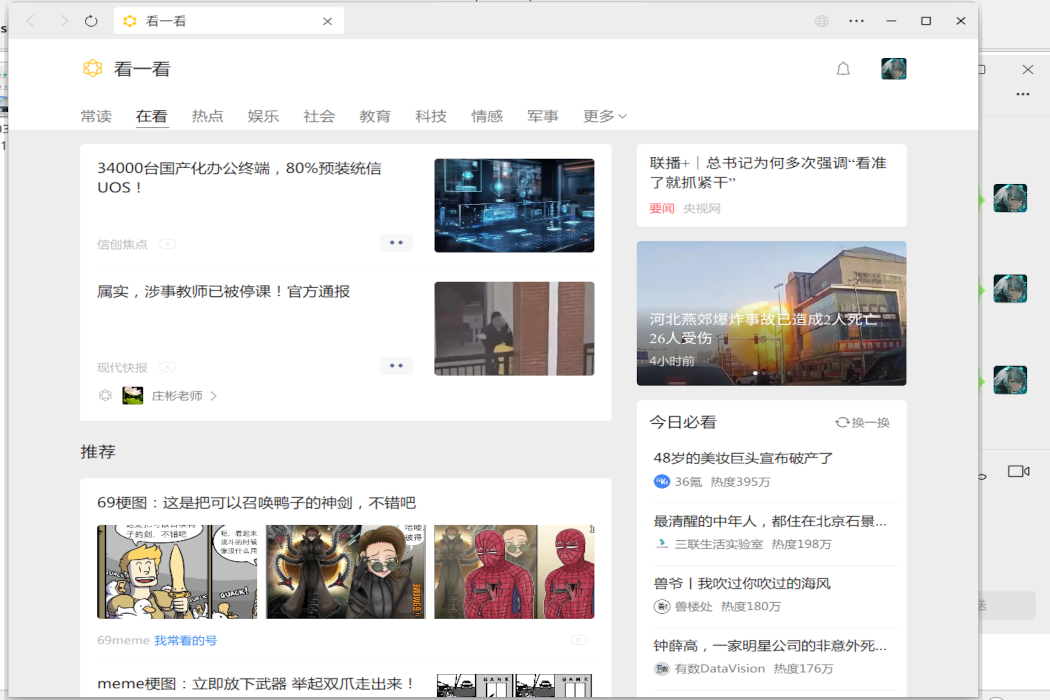 看一看
看一看
常读 在看 热点 娱乐 社会 教育 科技 情感 军事 更多
34000台国产化办公终端，80%预装统信
UOS！
信创焦点
属实，涉事教师已被停课！官方通报
现代快报
庄彬老师
推荐
69梗图：这是把可以召唤鸭子的神剑，不错吧
子的剑，不错吧
QUACK!
69MEME
69meme 我常看的号
meme梗图：立即放下武器 举起双爪走出来！
BANK
BANK
联播+｜总书记为何多次强调“看准
了就抓紧干”
要闻 央视网
河北燕郊爆炸事故已造成2人死亡
26人受伤
4小时前
今日必看
换一换
48岁的美妆巨头宣布破产了
36氪 热度395万
最清醒的中年人，都住在北京石景...
三联生活实验室 热度198万
兽爷丨我吹过你吹过的海风
兽楼处 热度180万
钟薛高，一家明星公司的非意外死...
有数DataVision 热度176万